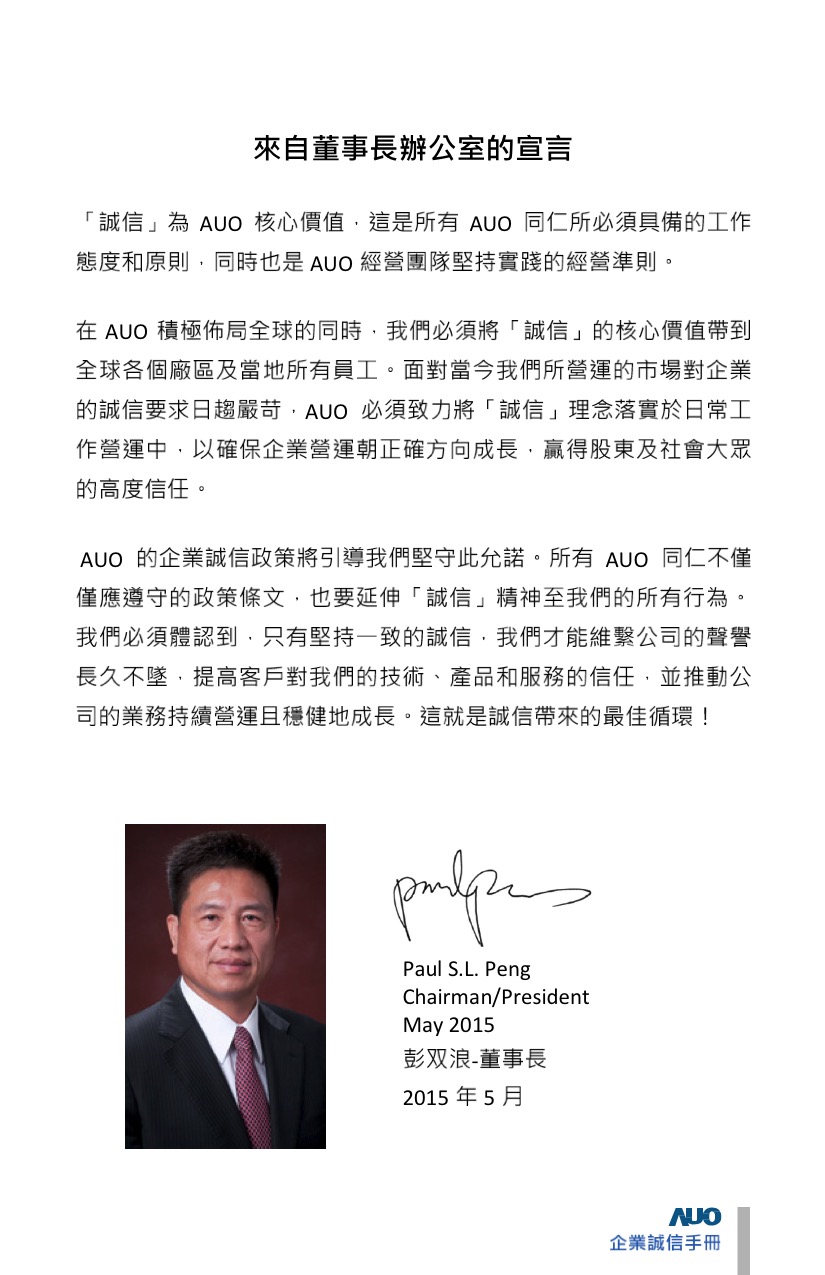 來自董事長辦公室的宣言
「誠信」為 AUO 核心價值，這是所有 AUO 同仁所必須具備的工作
態度和原則，同時也是 AUO 經營團隊堅持實踐的經營準則。
在 AUO 積極佈局全球的同時，我們必須將「誠信」的核心價值帶到
全球各個廠區及當地所有員工。面對當今我們所營運的市場對企業
的誠信要求日趨嚴苛，AUO 必須致力將「誠信」理念落實於日常工
作營運中，以確保企業營運朝正確方向成長，贏得股東及社會大眾
的高度信任。
AUO 的企業誠信政策將引導我們堅守此允諾。所有 AUO 同仁不僅
僅應遵守的政策條文，也要延伸「誠信」精神至我們的所有行為。
我們必須體認到，只有堅持一致的誠信，我們才能維繫公司的聲譽
長久不墜，提高客戶對我們的技術、產品和服務的信任，並推動公
司的業務持續營運且穩健地成長。這就是誠信帶來的最佳循環！
Paul S.L. Peng
Chairman/President
May 2015
彭双浪-董事長
2015 年 5 月
AUO
企業誠信手冊